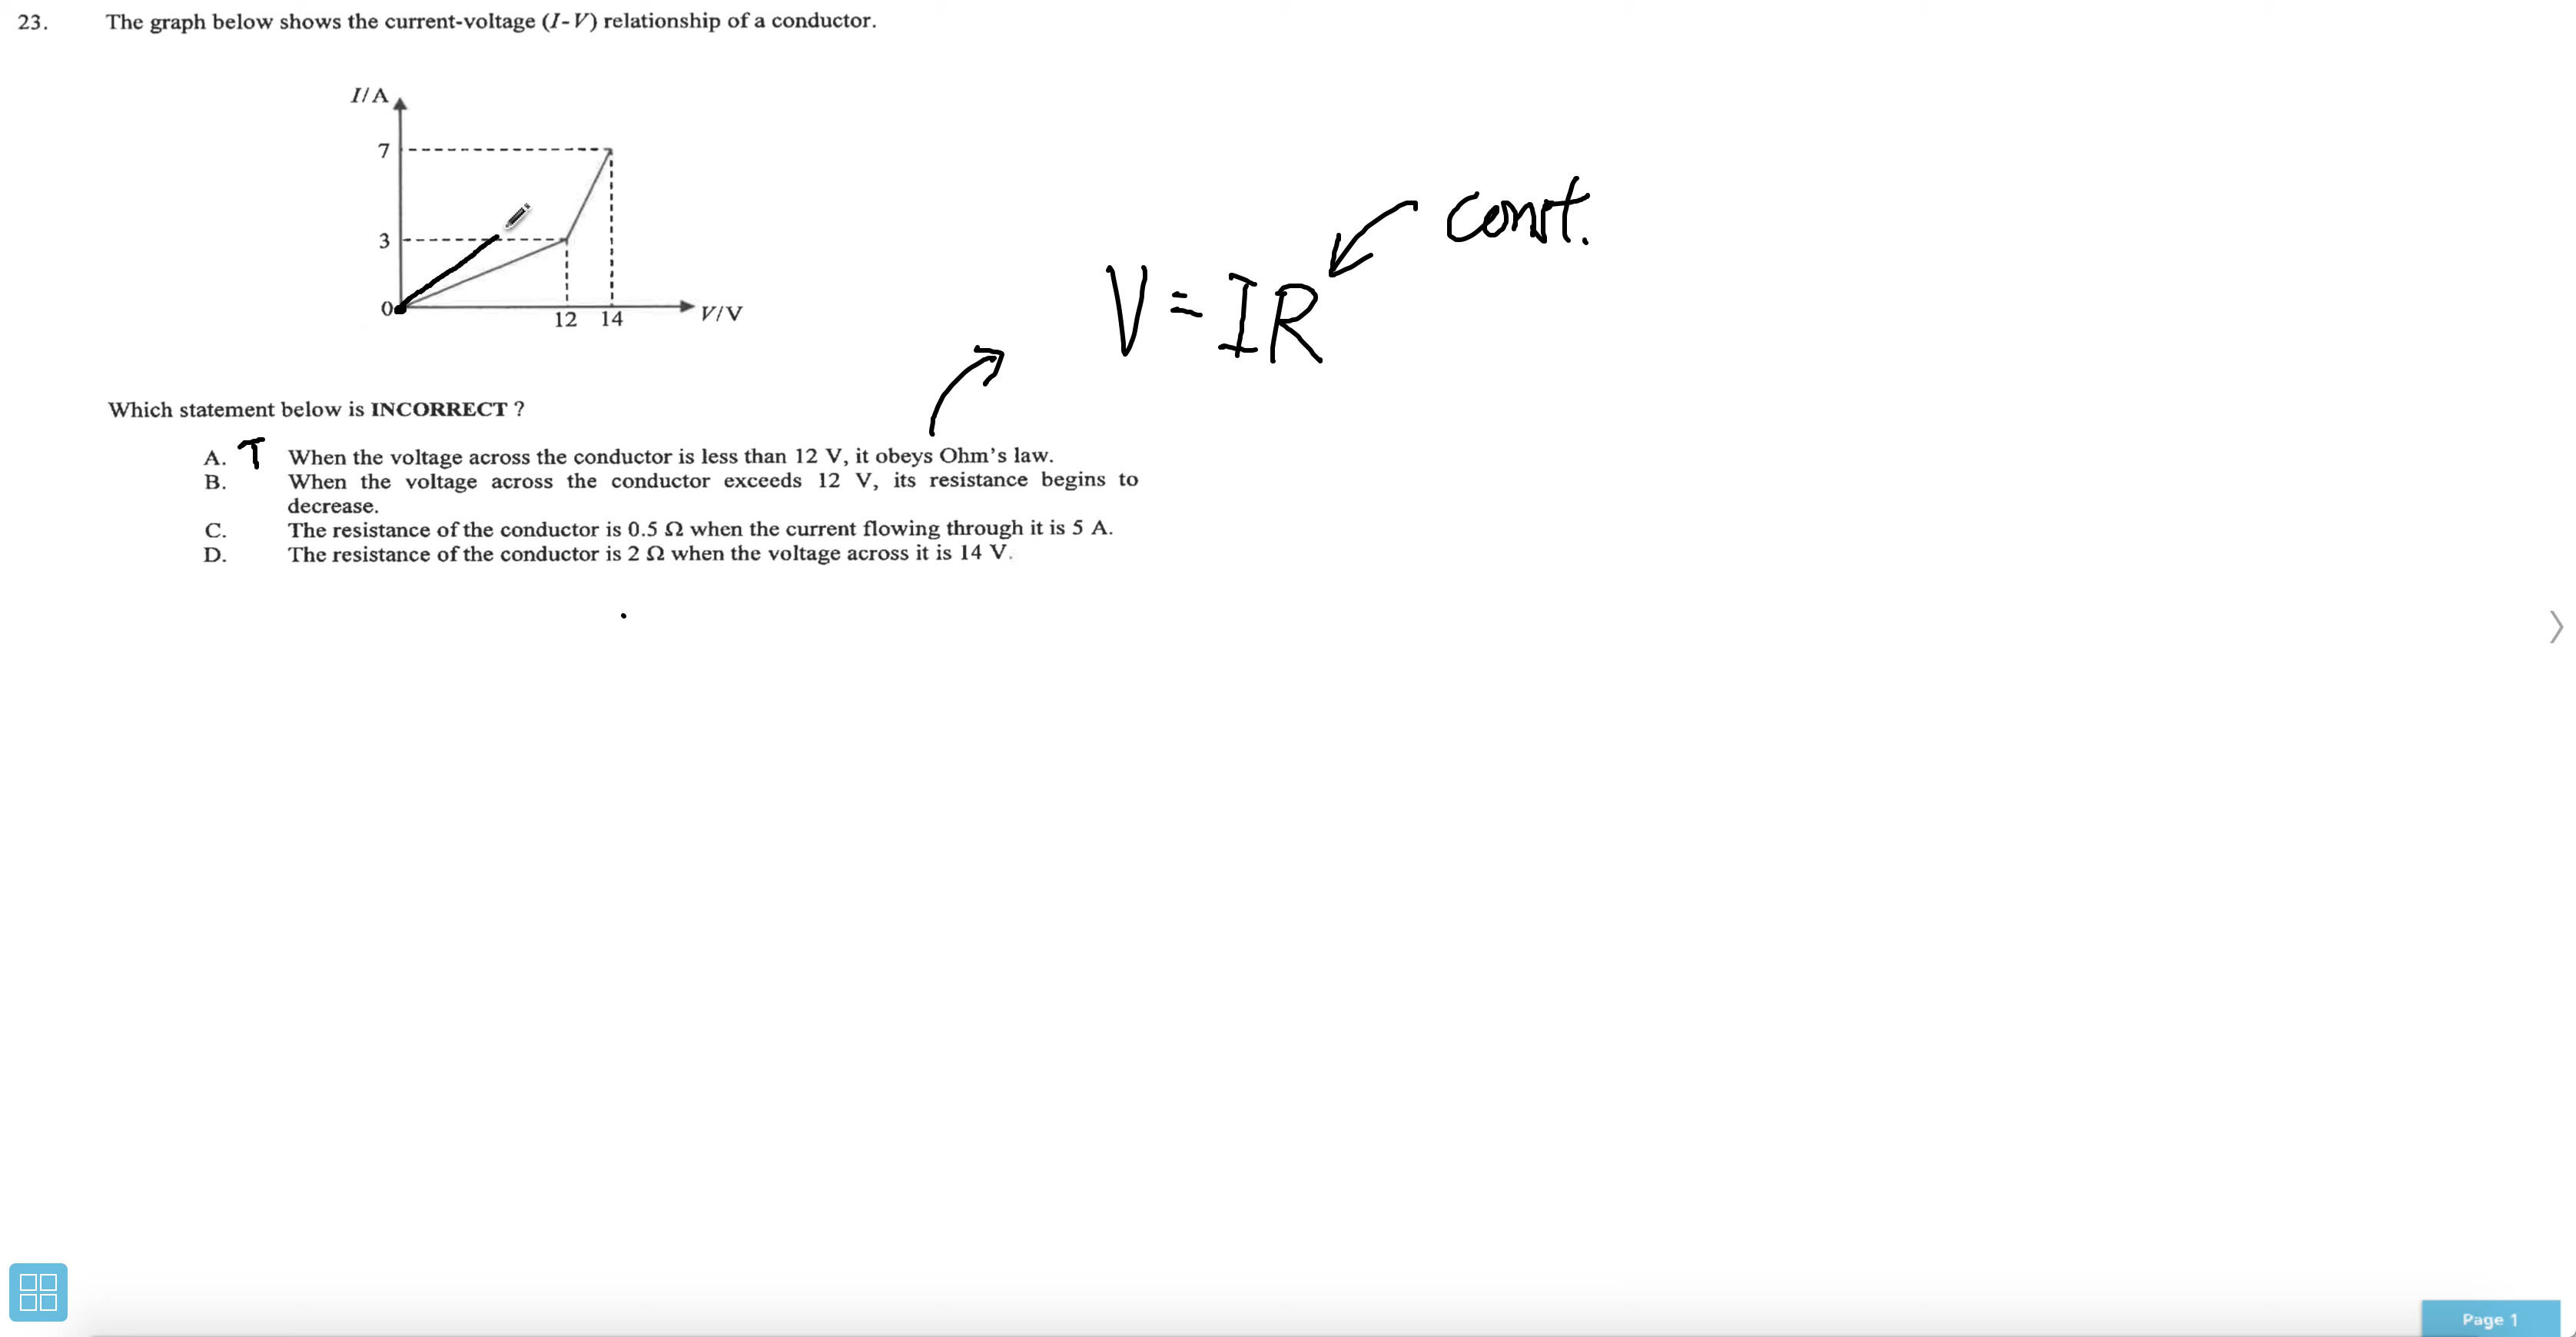 23. The graph below shows the current-voltage (I-V) relationship of a conductor.
I/A
7
3
0
12 14
V/V
const.
V=IR
Which statement below is INCORRECT ?
A. T When the voltage across the conductor is less than 12 V, it obeys Ohm's law.
B. When the voltage across the conductor exceeds 12 V, its resistance begins to
decrease.
C. The resistance of the conductor is 0.5 Ω when the current flowing through it is 5 A.
D. The resistance of the conductor is 2 Ω when the voltage across it is 14 V.
Page 1